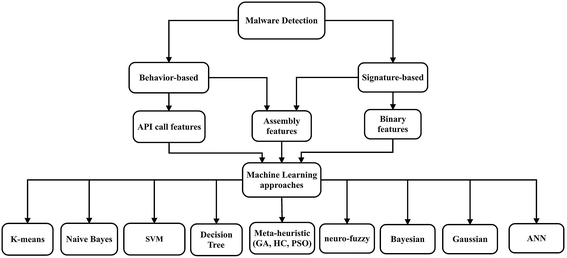 Malware Detection
Behavior-based
Signature-based
API call features
Assembly
features
Binary
features
Machine Learning
approaches
K-means
Naive Bayes
SVM
Decision
Tree
Meta-heuristic
(GA, HC, PSO)
neuro-fuzzy
Bayesian
Gaussian
ANN